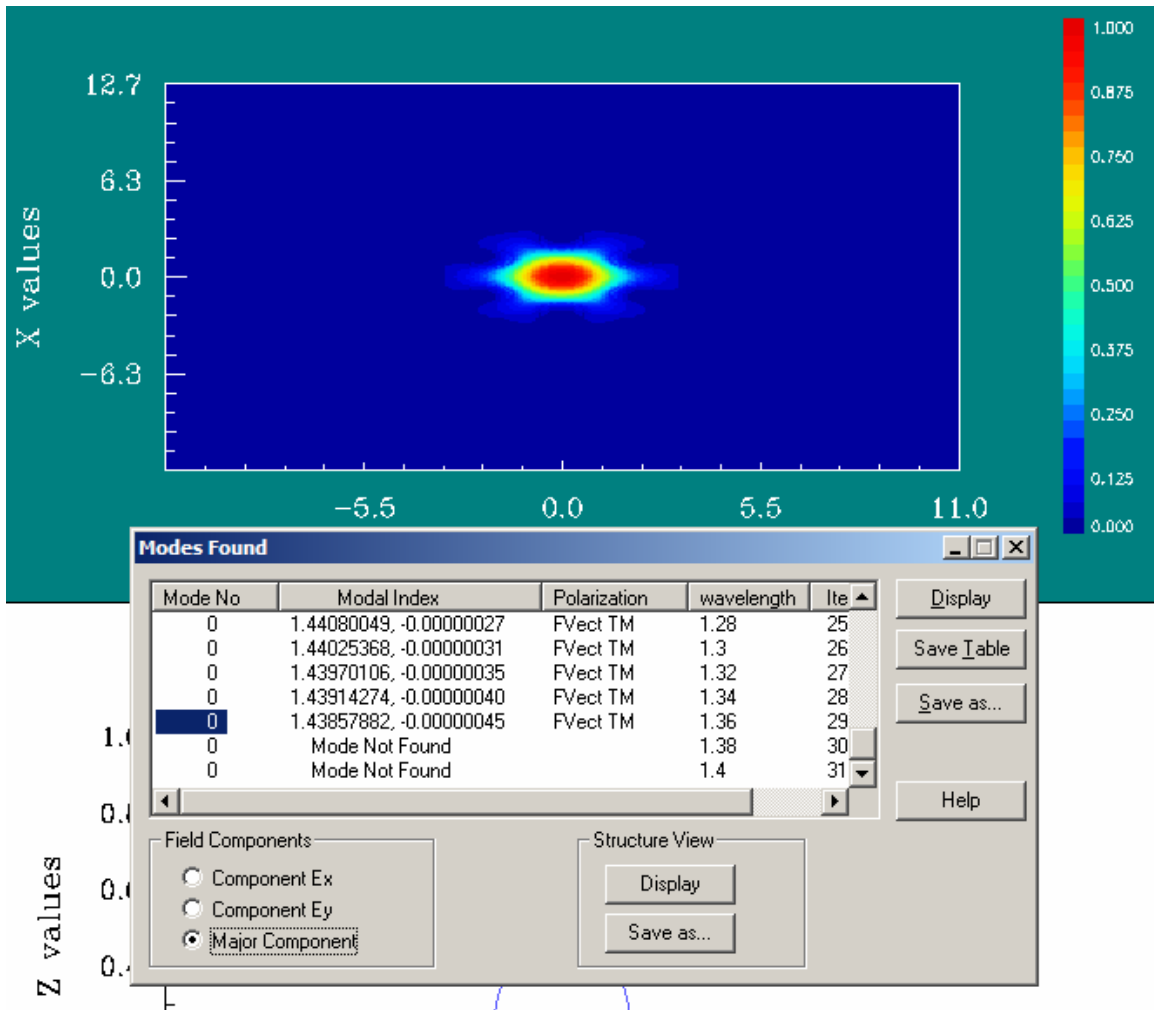 1.000
12.7
0.875
0.750
6.3
0.625
X values
0.0
0.500
0.375
-6.3
0.250
0.125
-5.5 0.0 5.5 11.0
0.000
Modes Found
Mode No Modal Index Polarization wavelength Ite
0 1.44080049, -0.00000027 FVect TM 1.28 25
0 1.44025368, -0.00000031 FVect TM 1.3 26
0 1.43970106, -0.00000035 FVect TM 1.32 27
0 1.43914274, -0.00000040 FVect TM 1.34 28
0 1.43857882, -0.00000045 FVect TM 1.36 29
0 Mode Not Found 1.38 30
0 Mode Not Found 1.4 31
Display
Save Table
Save as...
Help
Field Components
Component Ex
Component Ey
Major Component
Structure View
Display
Save as...
Z values